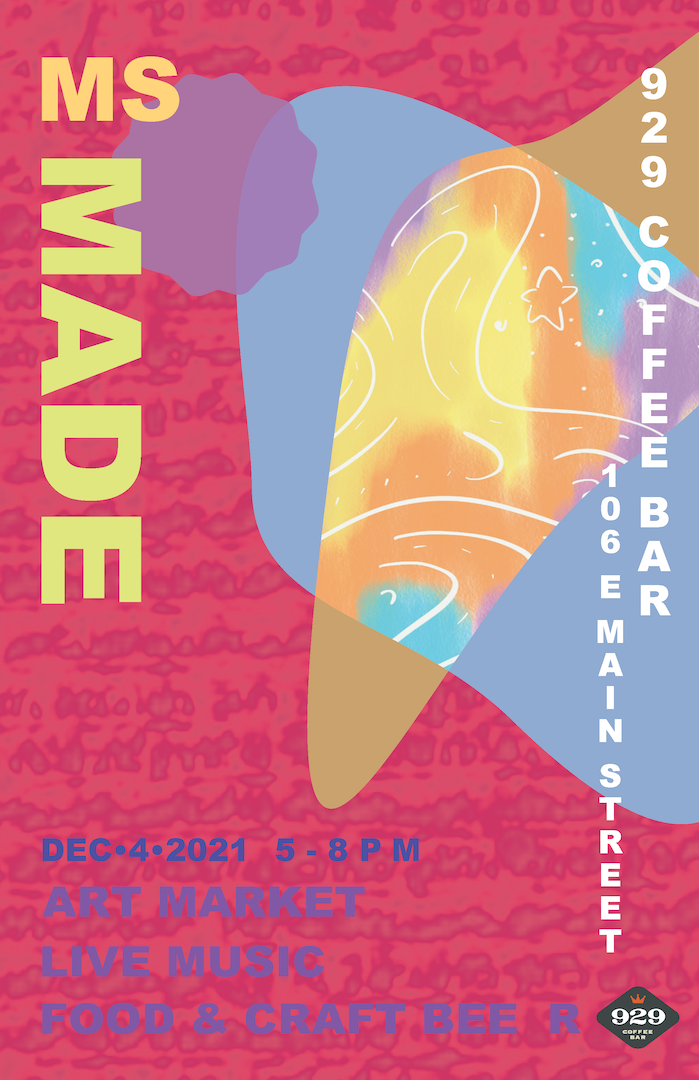 MS
MADE
929 COFFEE BAR
106 E MAIN STREET
DEC•4•2021 5 - 8 P M
ART MARKET
LIVE MUSIC
FOOD & CRAFT BEE R
929
COFFEE
BAR